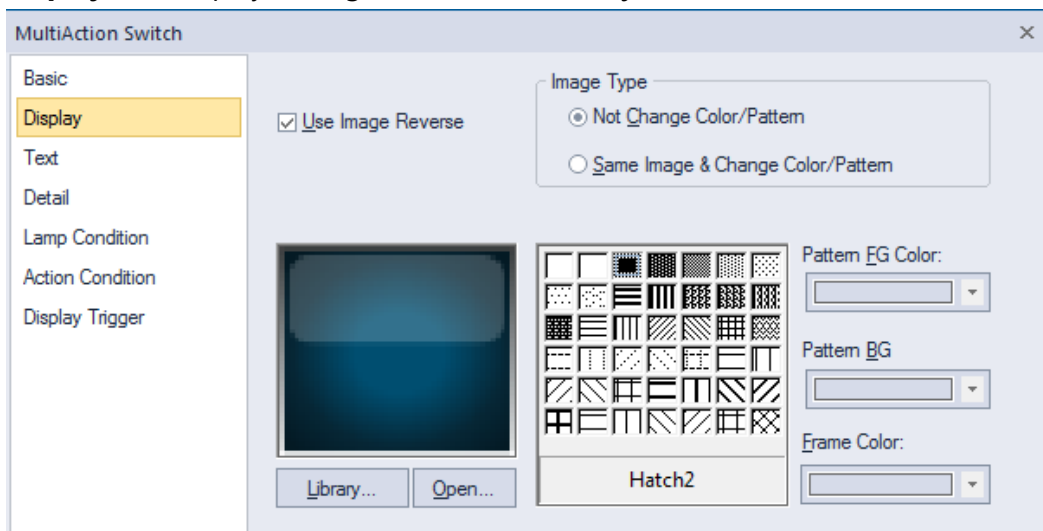 MultiAction Switch
Basic
Display
Text
Detail
Lamp Condition
Action Condition
Display Trigger
Use Image Reverse
Image Type
Not Change Color/Pattern
Same Image & Change Color/Pattern
Library...
Open...
Hatch2
Pattern FG Color:
Pattern BG
Frame Color: